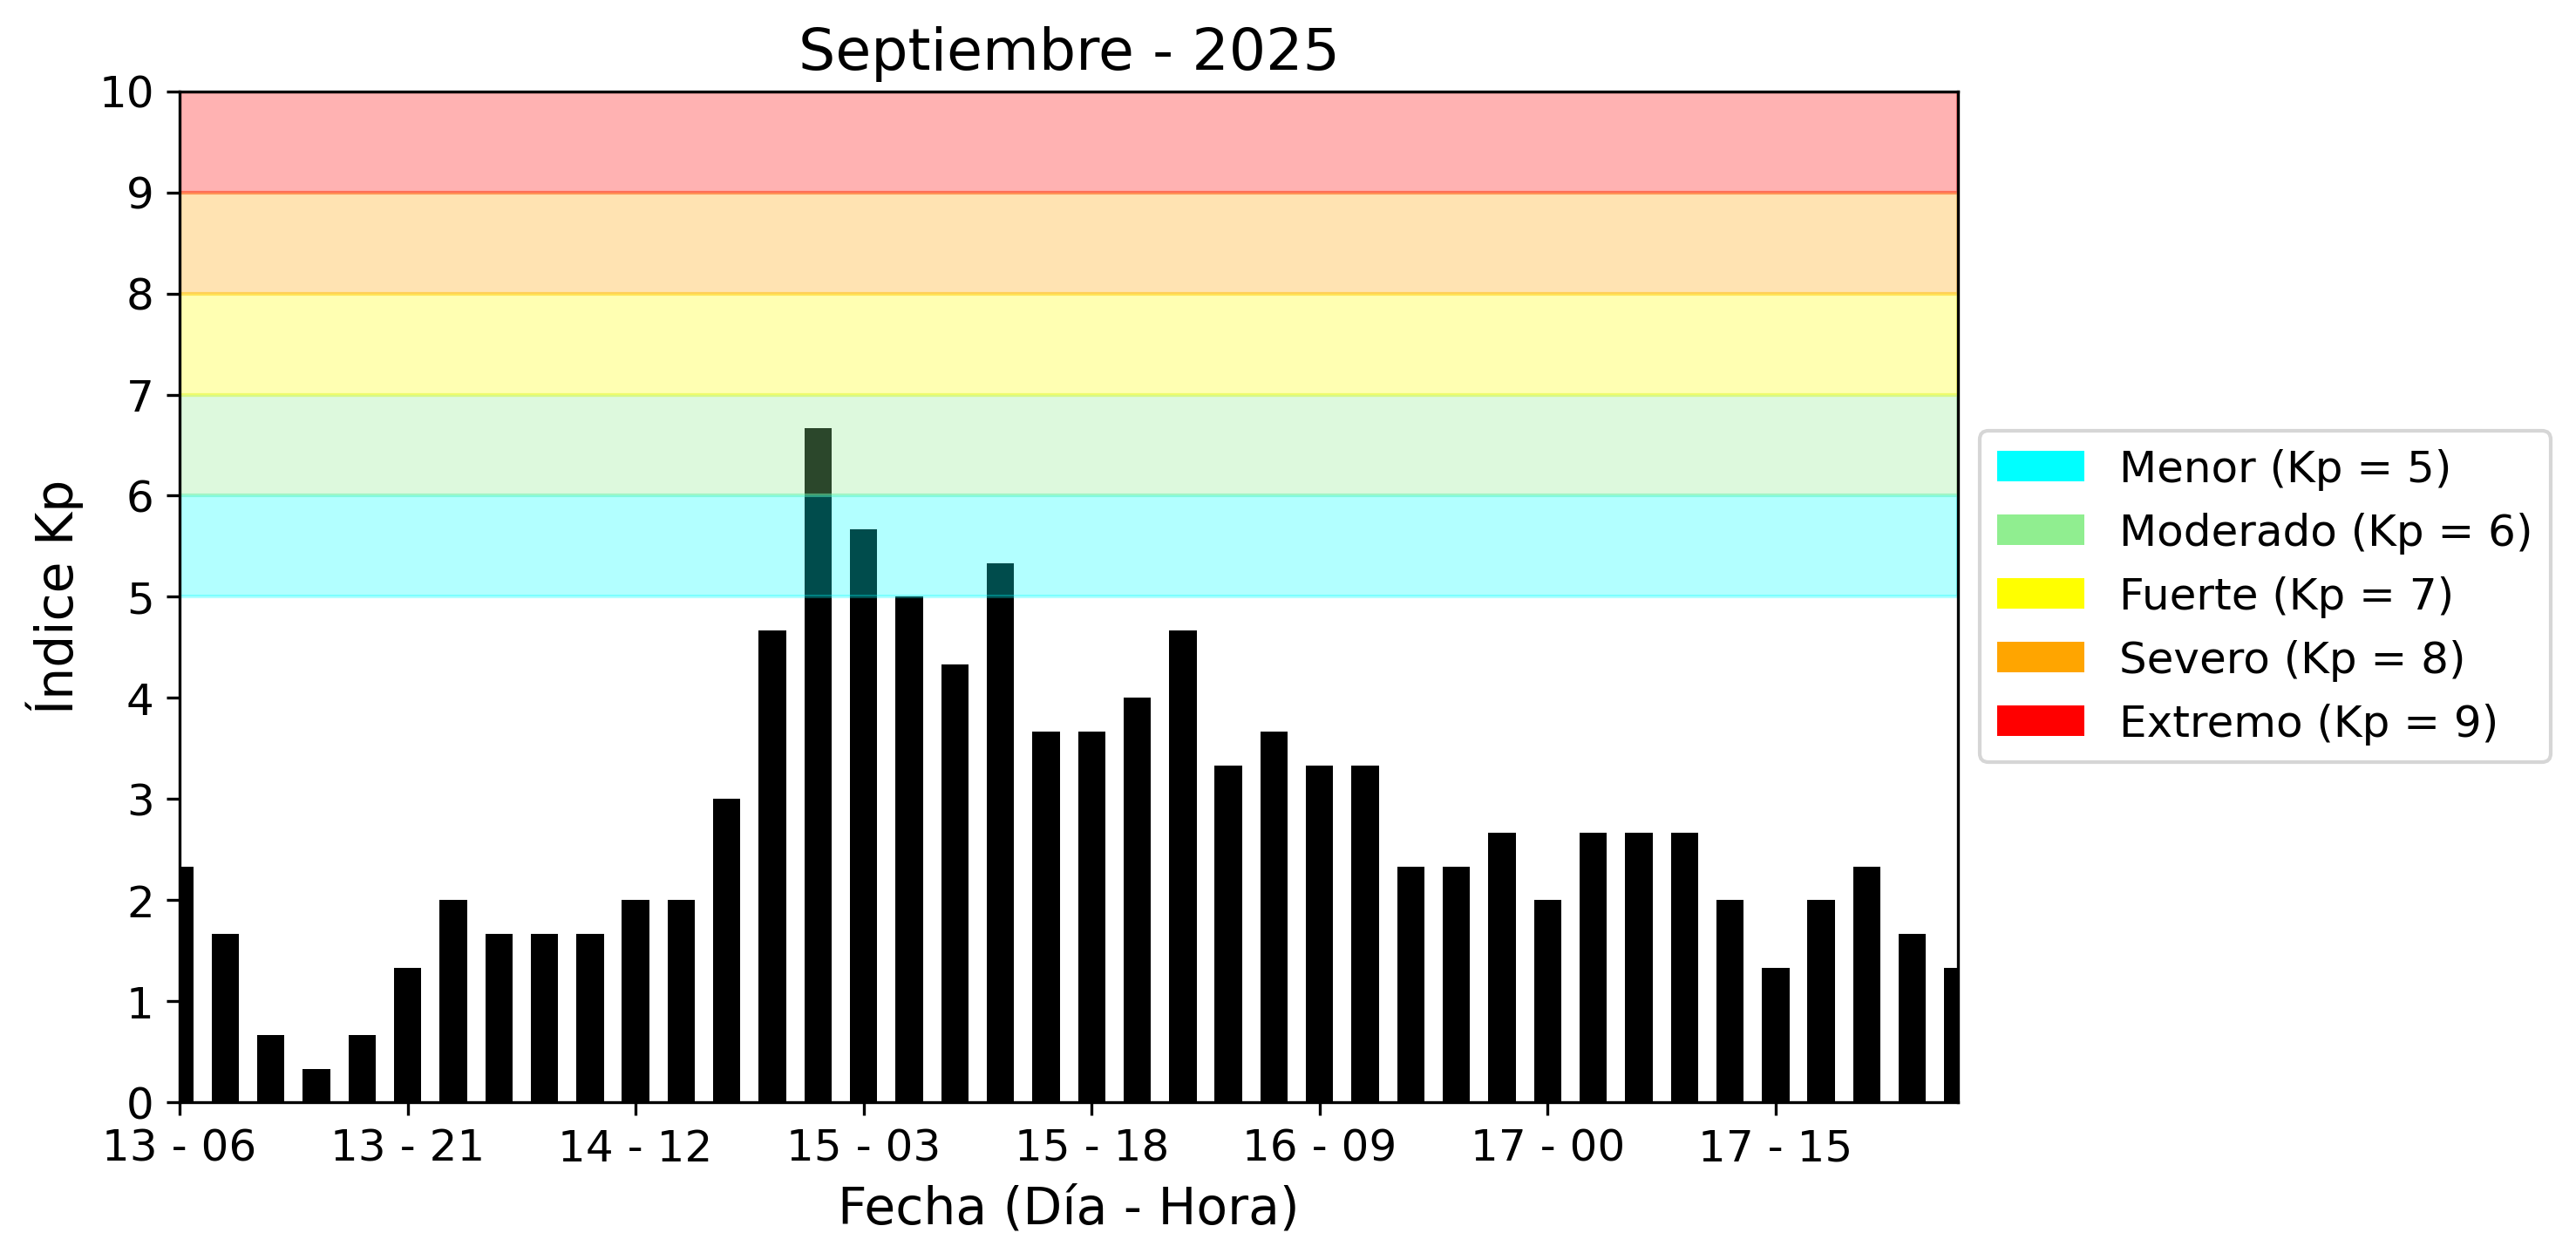 Septiembre - 2025
10
9
8
7
6
5
4
3
2
1
0
Índice Kp
13 - 06
13 - 21
14 - 12
15 - 03
15 - 18
16 - 09
17 - 00
17 - 15
Fecha (Día - Hora)
Menor (Kp = 5)
Moderado (Kp = 6)
Fuerte (Kp = 7)
Severo (Kp = 8)
Extremo (Kp = 9)